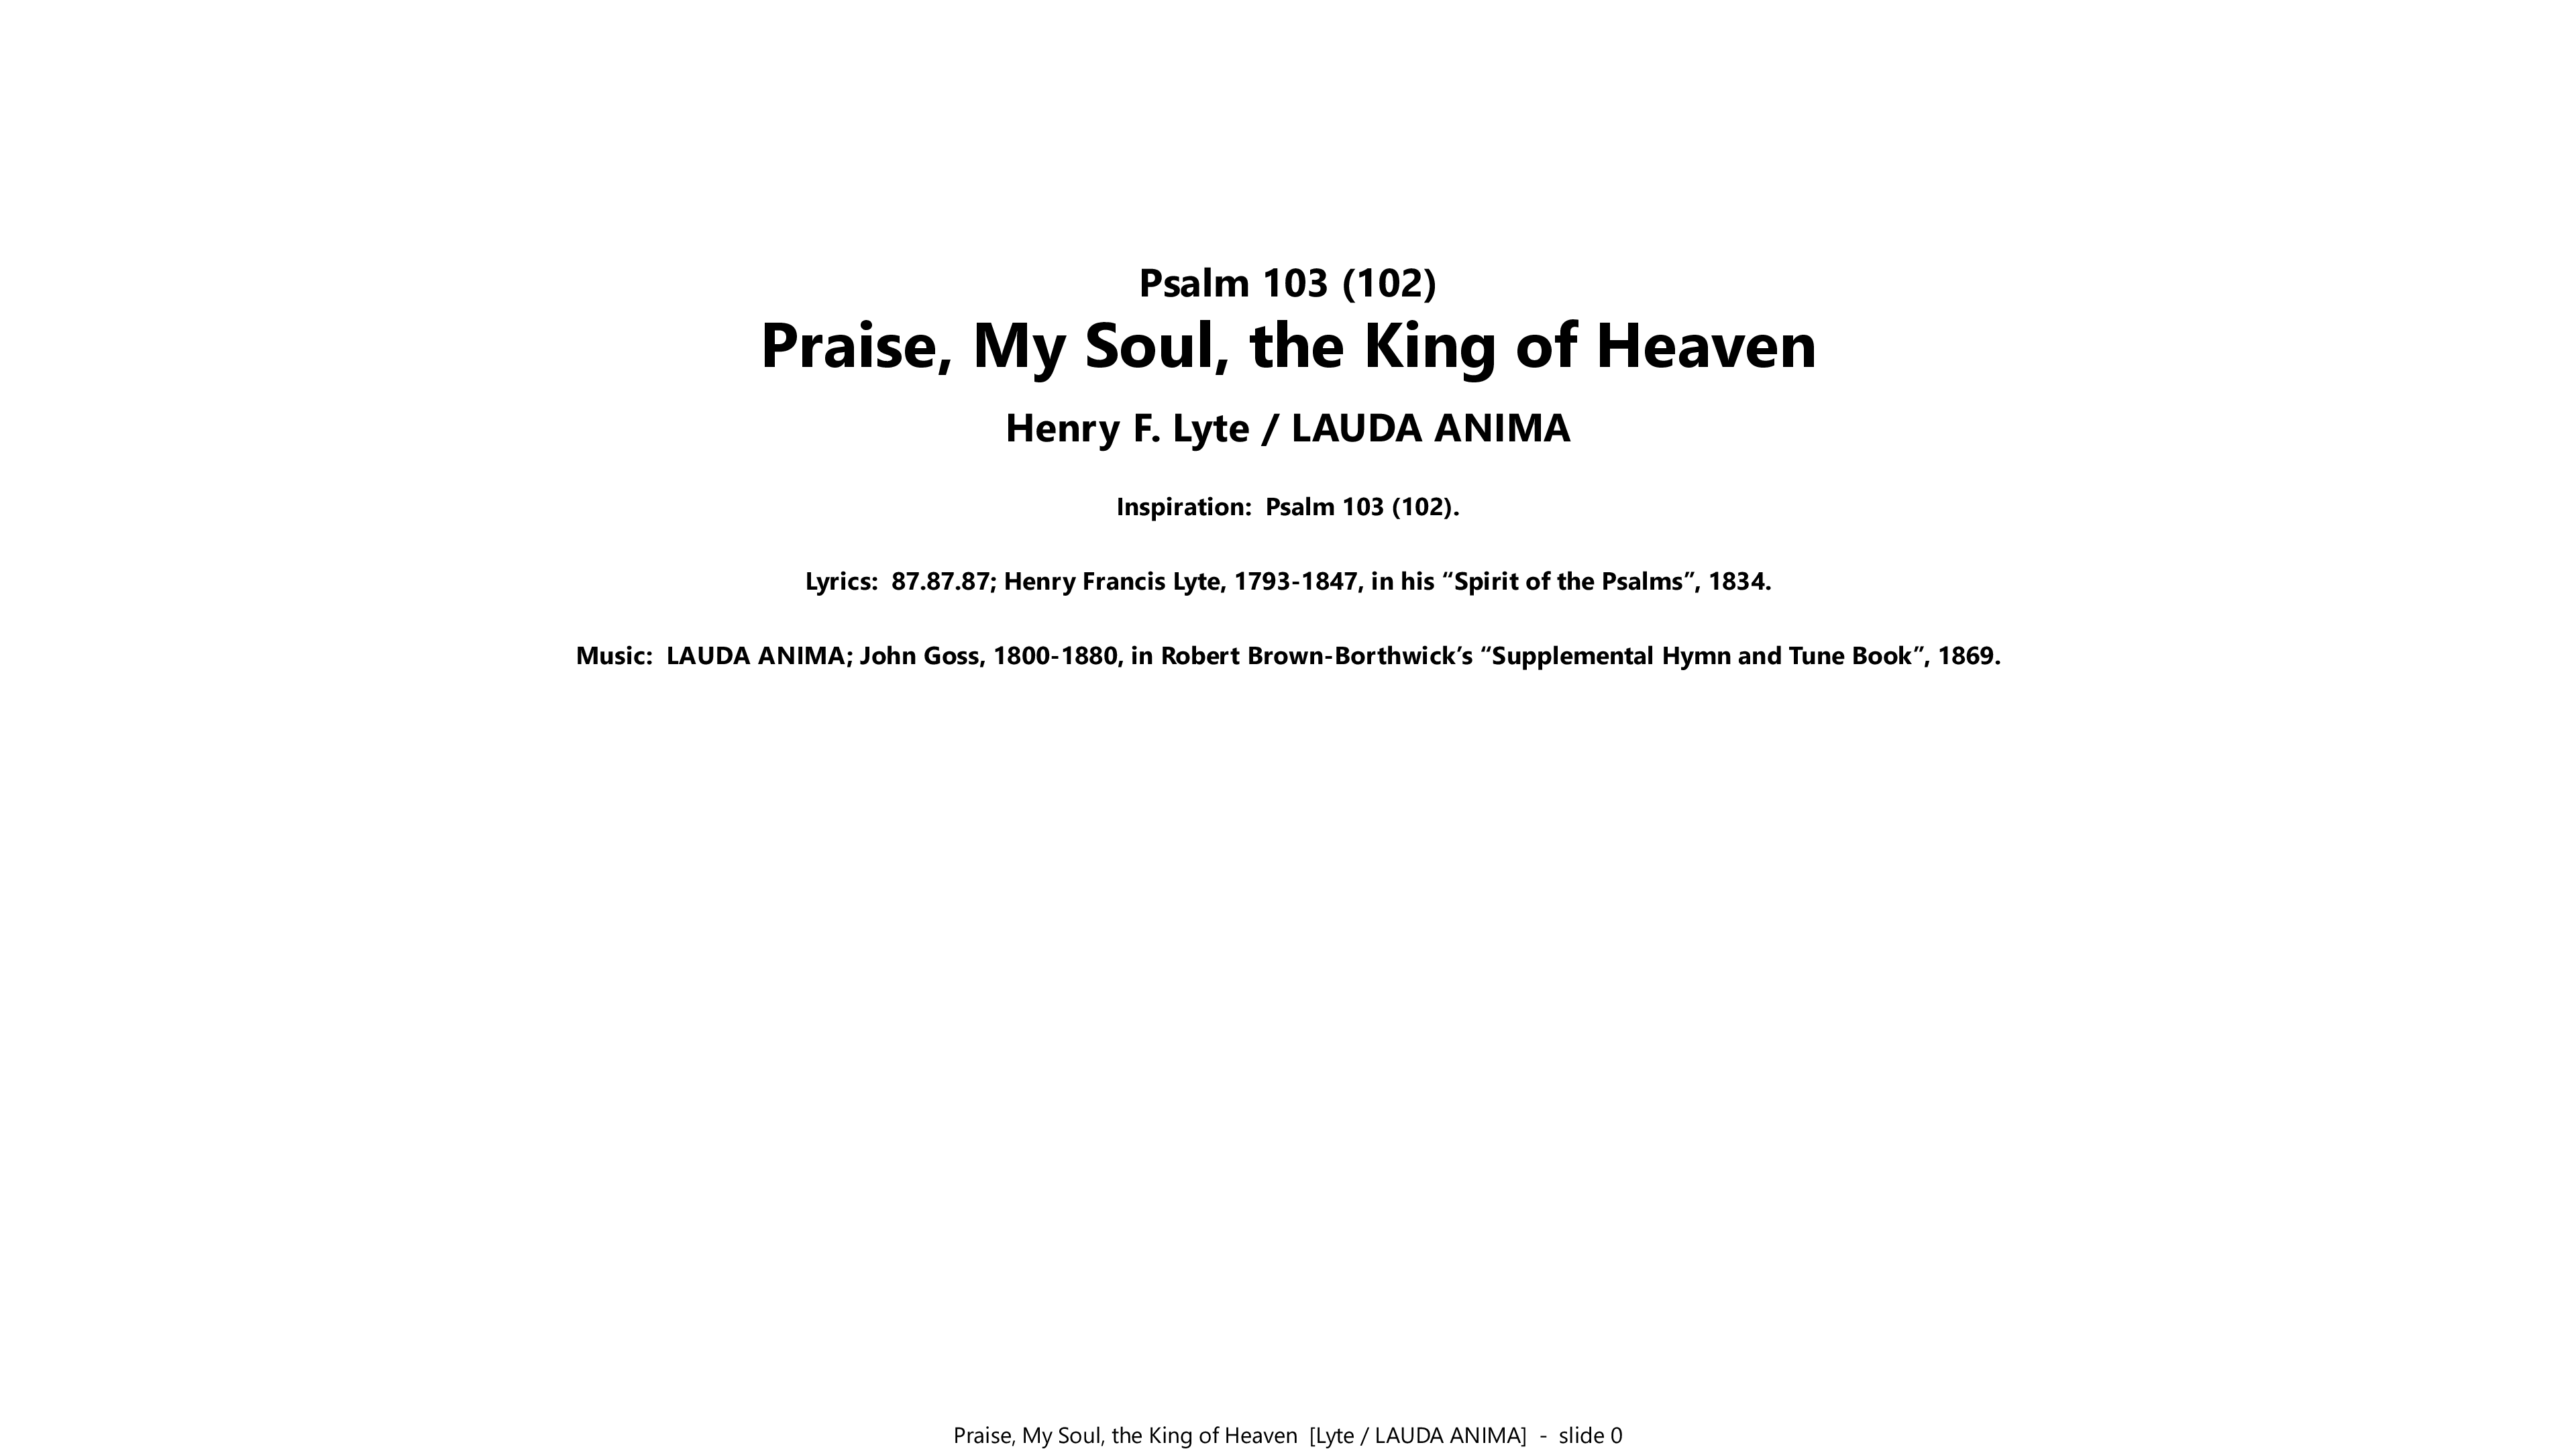 Psalm 103 (102)
Praise, My Soul, the King of Heaven
Henry F. Lyte / LAUDA ANIMA
Inspiration:  Psalm 103 (102).
Lyrics:  87.87.87; Henry Francis Lyte, 1793-1847, in his “Spirit of the Psalms”, 1834.
Music:  LAUDA ANIMA; John Goss, 1800-1880, in Robert Brown-Borthwick’s “Supplemental Hymn and Tune Book”, 1869.
Praise, My Soul, the King of Heaven  [Lyte / LAUDA ANIMA]  -  slide 0